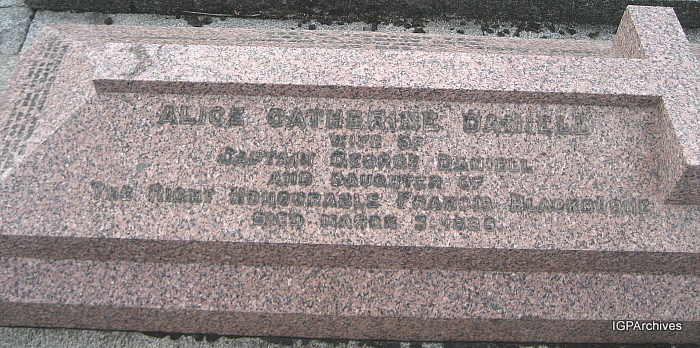 ALICE CATHERINE DANIELL
WIFE OF
CAPTAIN GEORGE DANIELL
AND DAUGHTER OF
THE RIGHT HONOURABLE FRANCIS BLACKBURNE
DIED MARCH
IGPArchives